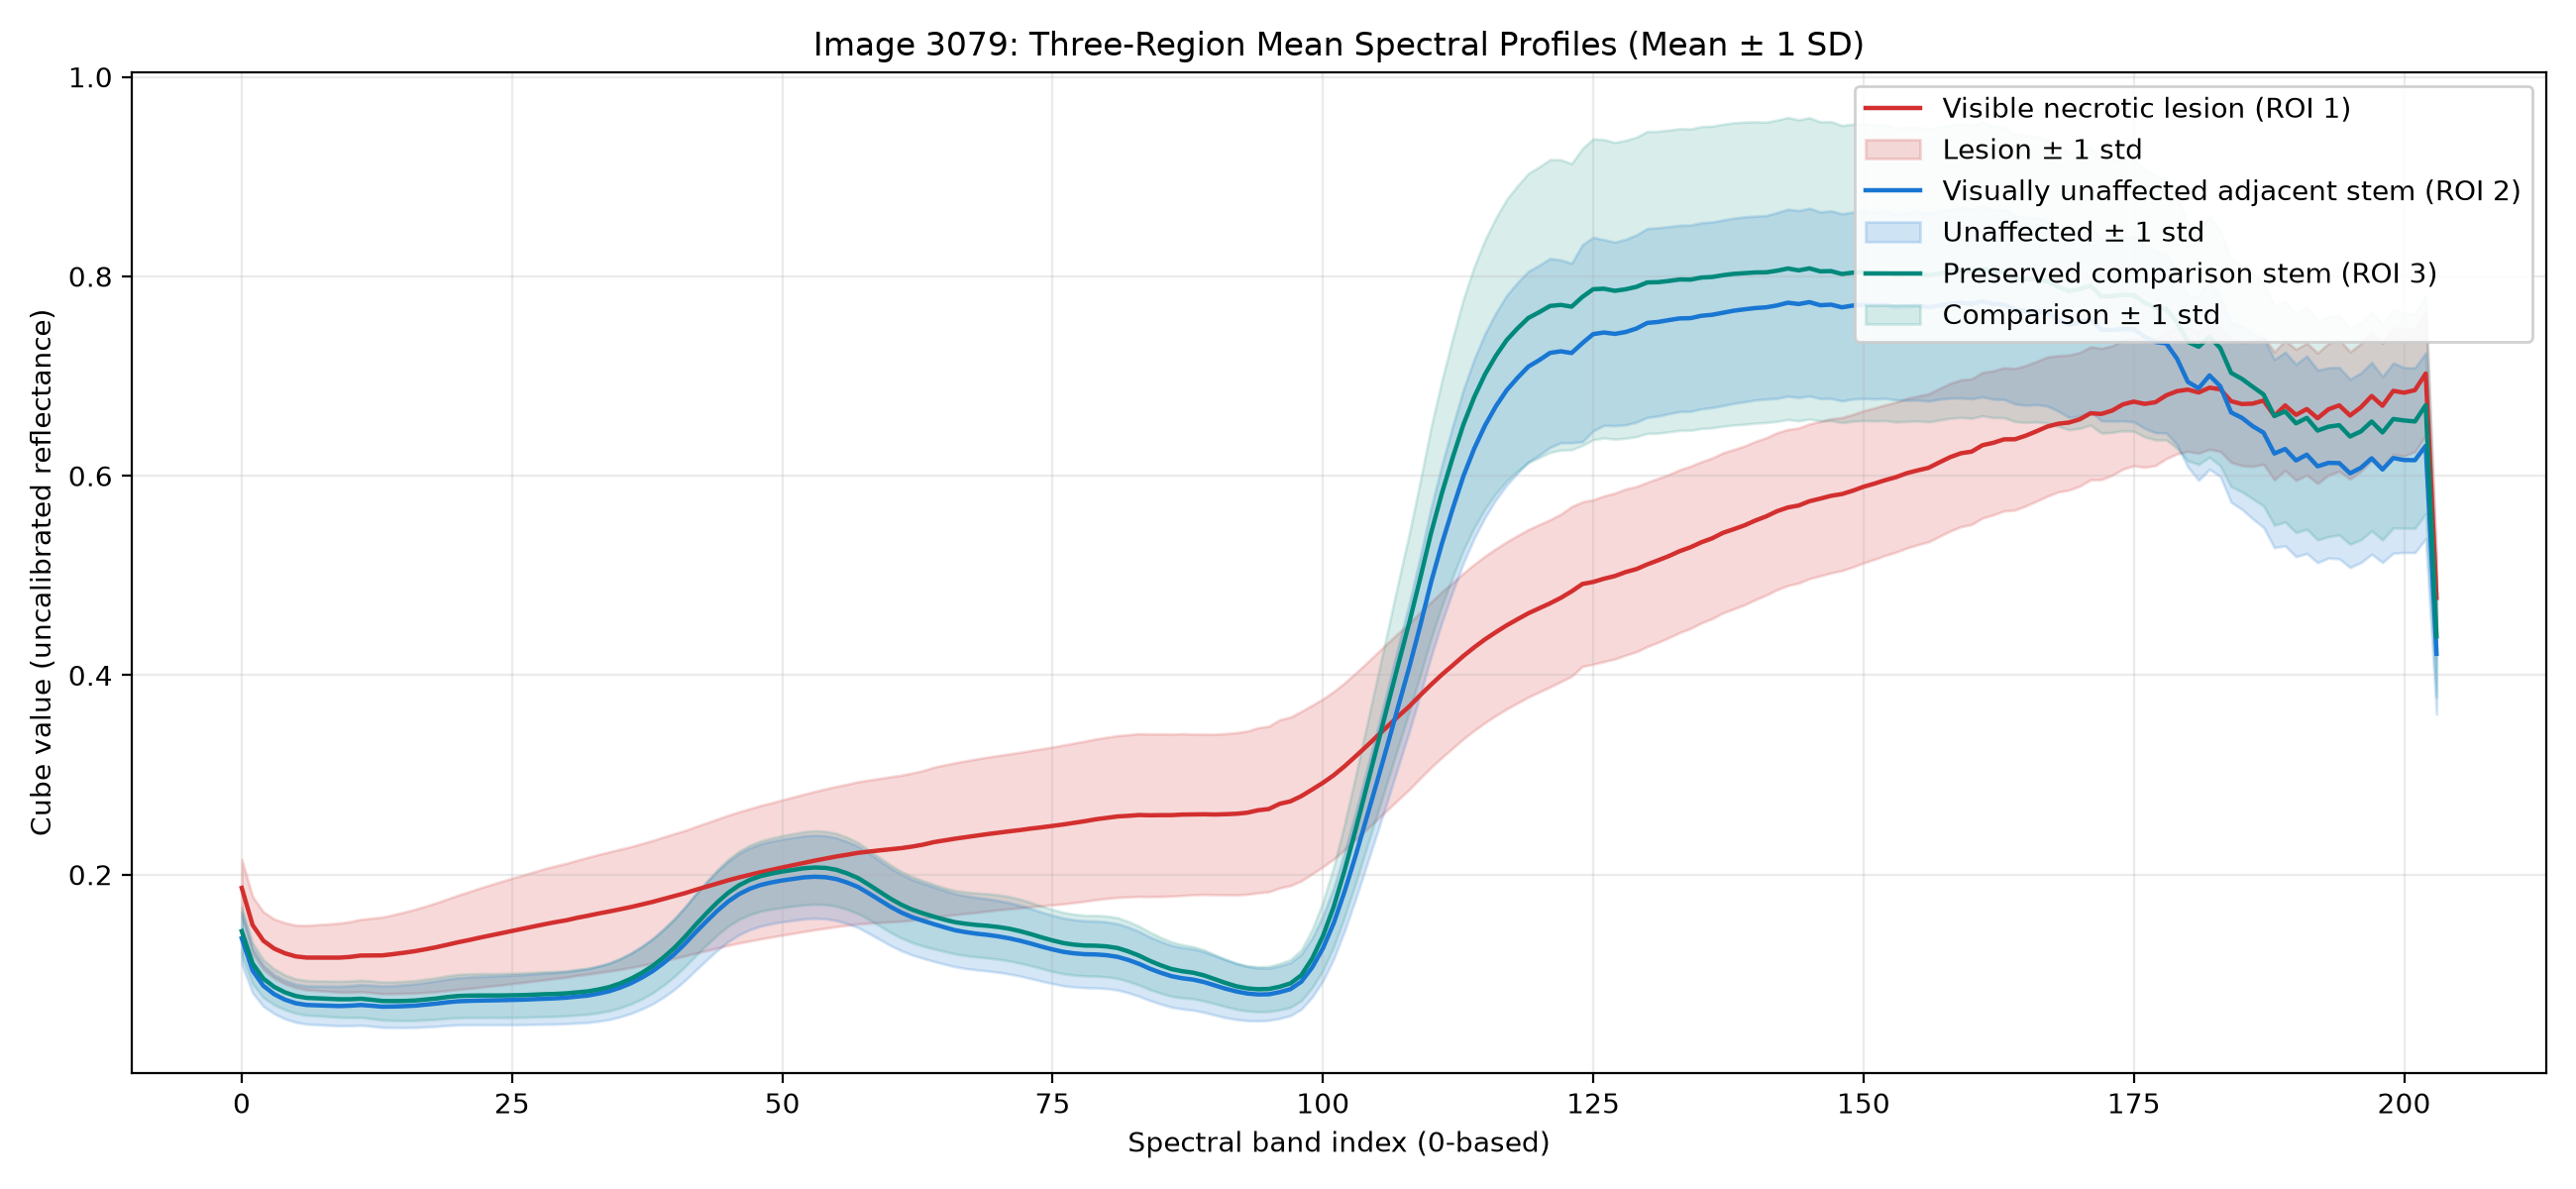 Image 3079: Three-Region Mean Spectral Profiles (Mean ± 1 SD)
Cube value (uncalibrated reflectance)
1.0
0.8
0.6
0.4
0.2
Visible necrotic lesion (ROI 1)
Lesion ± 1 std
Visually unaffected adjacent stem (ROI 2)
Unaffected ± 1 std
Preserved comparison stem (ROI 3)
Comparison ± 1 std
0 25 50 75 100 125 150 175 200
Spectral band index (0-based)